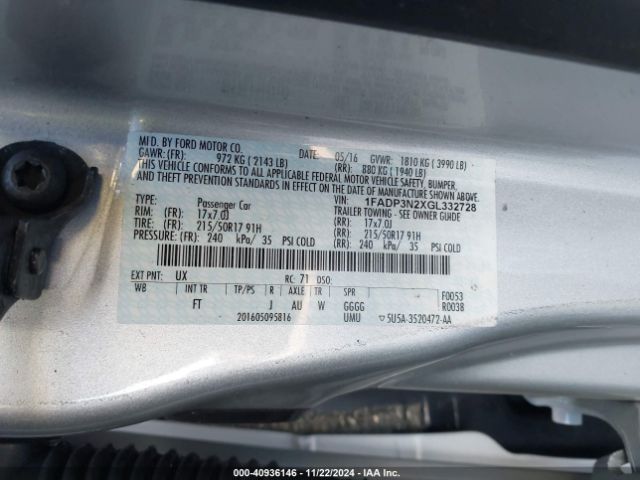 MFD. BY FORD MOTOR CO.
DATE: 05/16 GVWR: 1810 KG ( 3990 LB)
GAWR: (FR): 972 KG ( 2143 LB) (RR): 880 KG ( 1940 LB)
THIS VEHICLE CONFORMS TO ALL APPLICABLE FEDERAL MOTOR VEHICLE SAFETY, BUMPER,
AND THEFT PREVENTION STANDARDS IN EFFECT ON THE DATE OF MANUFACTURE SHOWN ABOVE.
VIN: 1FADP3N2XGL332728
TYPE: Passenger Car TRAILER TOWING - SEE OWNER GUIDE
RIM: (FR): 17x7.0J (RR): 17x7.0J
TIRE: (FR): 215/50R17 91H (RR): 215/50R17 91H
PRESSURE: (FR): 240 kPa/ 35 PSI COLD (RR): 240 kPa/ 35 PSI COLD
EXT PNT: UX RC: 71 DSO:
WB INT TR TP/PS R AXLE TR SPR F0053
FT J AU W GGGG R0038
201605095816 UMU ▽5U5A-3520472-AA
000-40936146 - 11/22/2024 - IAA Inc.